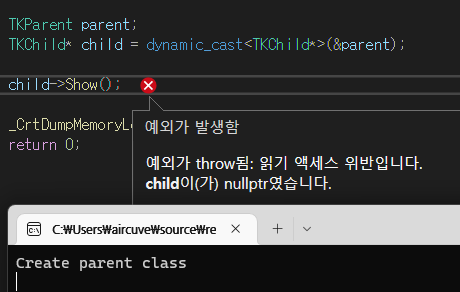 TKParent parent;
TKChild* child = dynamic_cast<TKChild*>(&parent);
child->Show();
예외가 발생함
_CrtDumpMemoryLe
return 0;
예외가 throw됨: 읽기 액세스 위반입니다.
child이(가) nullptr였습니다.
C:₩Users₩aircuve₩source₩re
Create parent class